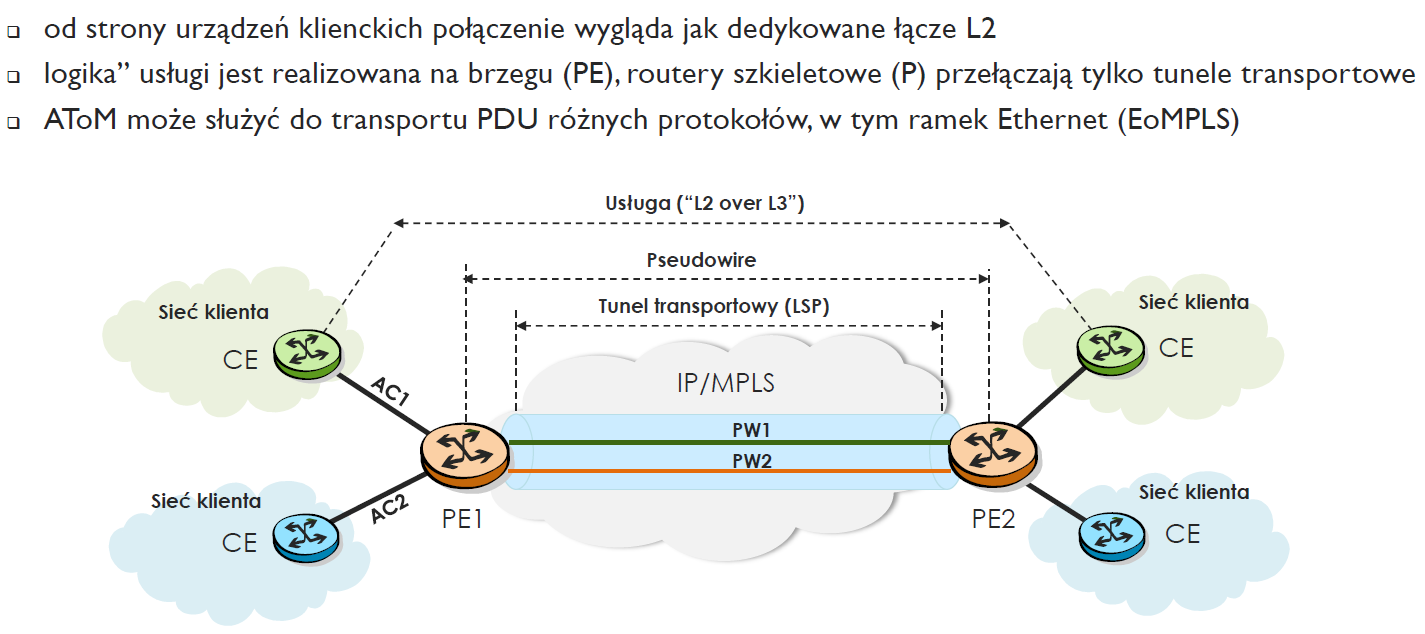 od strony urządzeń klienckich połączenie wygląda jak dedykowane łącze L2
logika” usługi jest realizowana na brzegu (PE), routery szkieletowe (P) przełączają tylko tunele transportowe
AToM może służyć do transportu PDU różnych protokołów, w tym ramek Ethernet (EoMPLS)
Usługa (“L2 over L3”)
Pseudowire
Tunel transportowy (LSP)
Sieć klienta
Sieć klienta
CE
CE
IP/MPLS
AC1
PW1
PW2
Sieć klienta
Sieć klienta
AC2
PE1
PE2
CE
CE